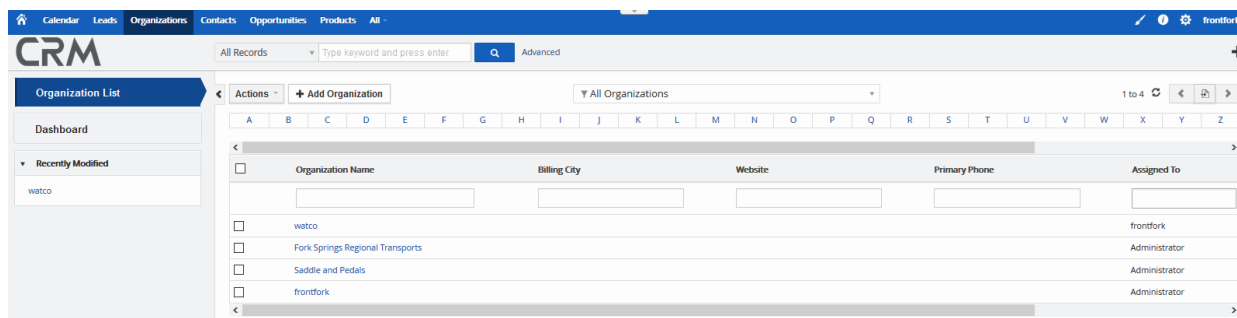 Calendar Leads Organizations Contacts Opportunities Products All frontfork
CRM
All Records Type keyword and press enter Advanced
Organization List
Actions + Add Organization All Organizations 1 to 4
A B C D E F G H I J K L M N O P Q R S T U V W X Y Z
Dashboard
Recently Modified
watco
Organization Name Billing City Website Primary Phone Assigned To
watco frontfork
Fork Springs Regional Transports Administrator
Saddle and Pedals Administrator
frontfork Administrator